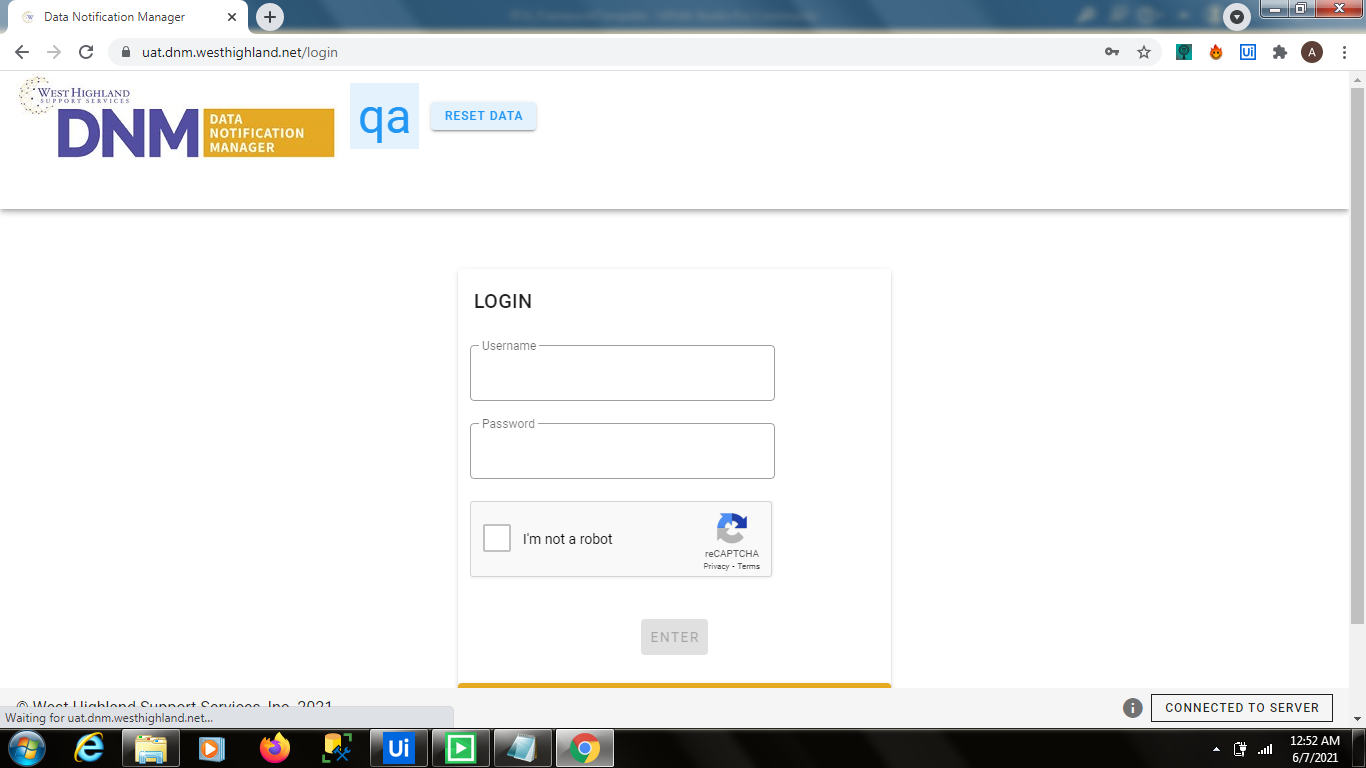 Data Notification Manager
uat.dnm.westhighland.net/login
Ui
A
WEST HIGHLAND
SUPPORT SERVICES
DNM
DATA
NOTIFICATION
MANAGER
qa
RESET DATA
LOGIN
Username
Password
I'm not a robot
reCAPTCHA
Privacy - Terms
ENTER
© West Highland Support Services, Inc. 2021
Waiting for uat.dnm.westhighland.net...
CONNECTED TO SERVER
Ui
12:52 AM
6/7/2021